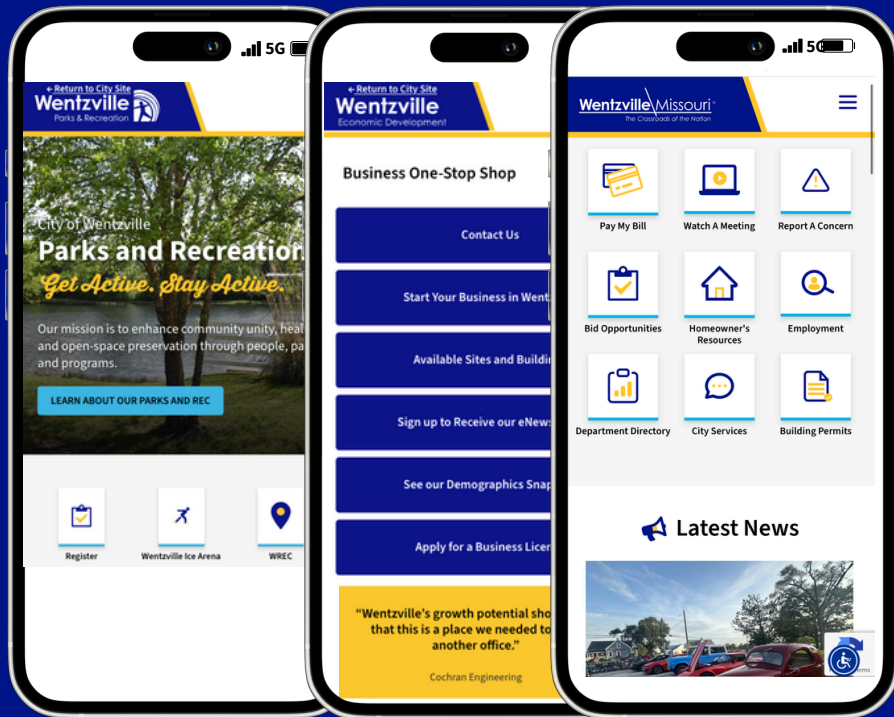 5G
← Return to City Site
Wentzville
Parks & Recreation
City of Wentzville
Parks and Recreation
Get Active. Stay Active.
Our mission is to enhance community unity, heal
and open-space preservation through people, pa
and programs.
LEARN ABOUT OUR PARKS AND REC
Register
Wentzville Ice Arena
WREC
← Return to City Site
Wentzville
Economic Development
Business One-Stop Shop
Contact Us
Start Your Business in Went
Available Sites and Buildin
Sign up to Receive our eNews
See our Demographics Snap
Apply for a Business Licen
“Wentzville's growth potential sho
that this is a place we needed to
another office.”
Cochran Engineering
5G
Wentzville Missouri
The Crossroads of the Nation
Pay My Bill
Watch A Meeting
Report A Concern
Bid Opportunities
Homeowner's
Resources
Employment
Department Directory
City Services
Building Permits
Latest News